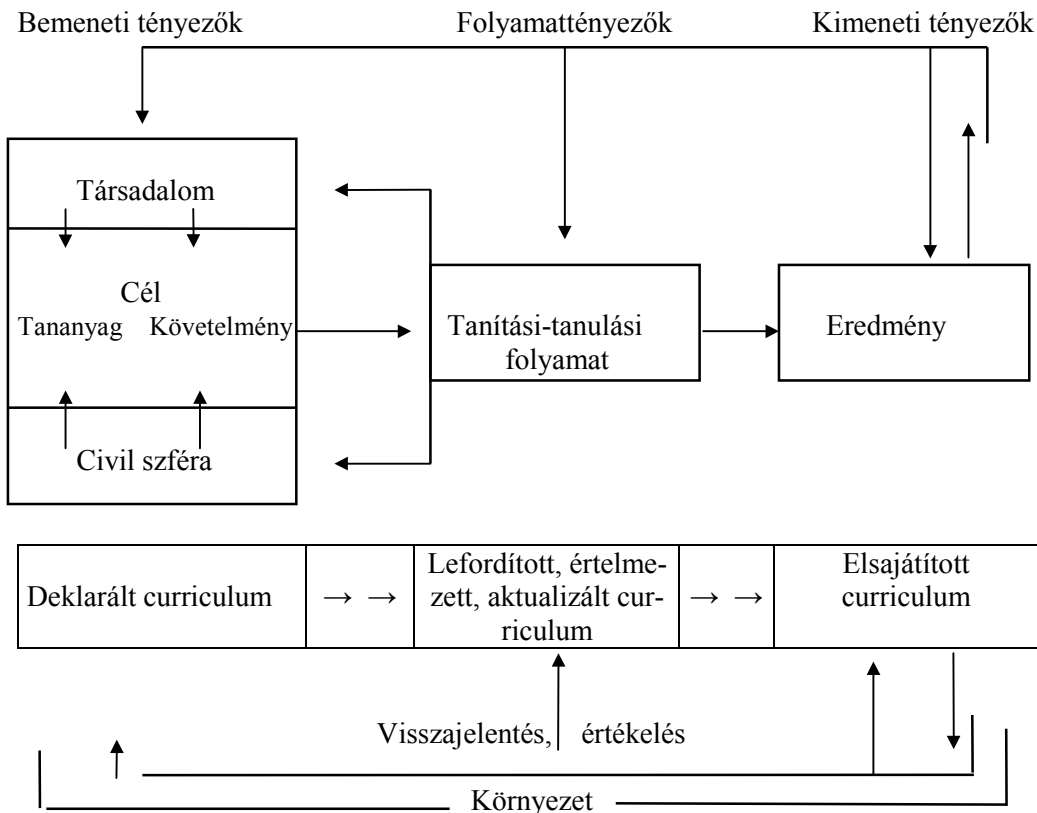 Bemeneti tényezők Folyamattényezők Kimeneti tényezők
Társadalom
Cél
Tananyag Követelmény
Civil szféra
Tanítási-tanulási
folyamat
Eredmény
Deklarált curriculum
→ →
Lefordított, értelme-
zett, aktualizált cur-
riculum
→ →
Elsajátított
curriculum
Visszajelentés, értékelés
Környezet